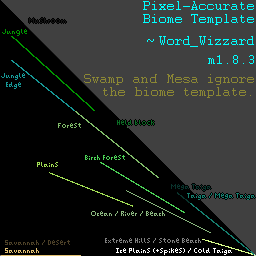 Pixel-Accurate
Biome Template
~ Word_Wizzard
m1.8.3
Swamp and Mesa ignore
the biome template.
Mushroom
Jungle
Jungle
Edge
Held block
Forest
Birch Forest
Plains
Mega Taiga
Taiga / Mega Taiga
Ocean / River / Beach
Savannah / Desert
Savannah
Extreme Hills / Stone Beach
Ice Plains (+Spikes) / Cold Taiga